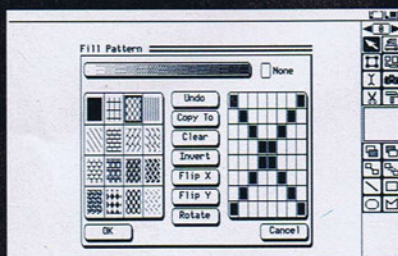 Fill Pattern
None
Undo
Copy To
Clear
Invert
Flip X
Flip Y
Rotate
OK
Cancel